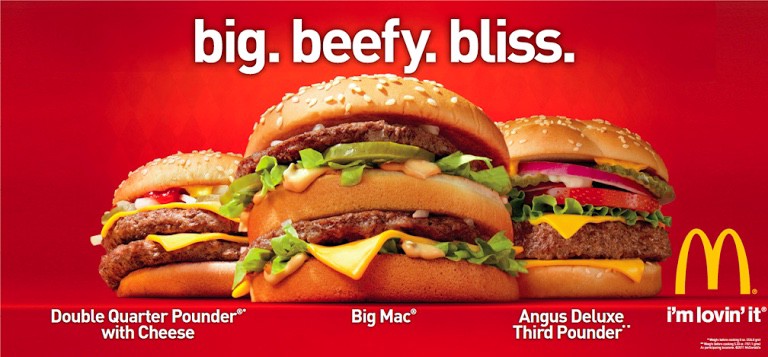 big. beefy. bliss.
Double Quarter Pounder®*
with Cheese
Big Mac®
Angus Deluxe
Third Pounder**
i'm lovin' it®